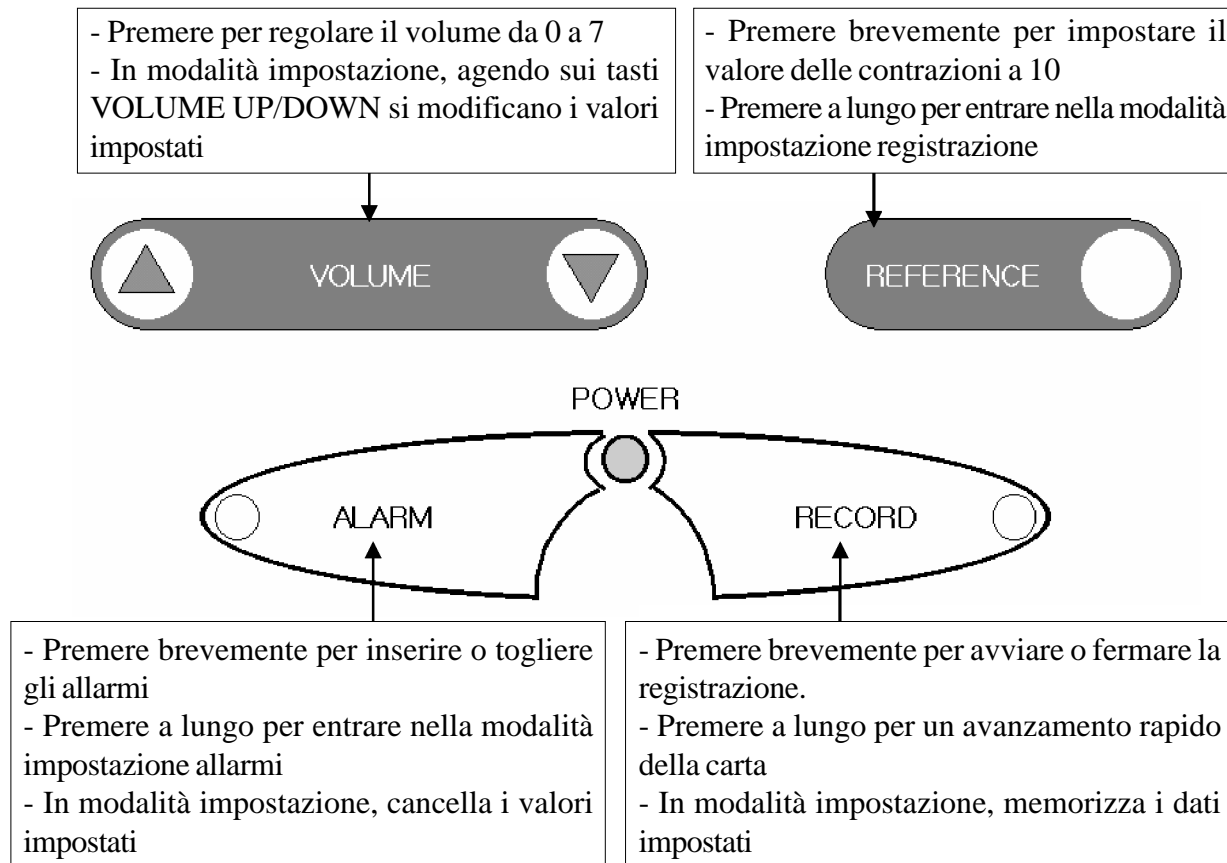 - Premere per regolare il volume da 0 a 7
- In modalità impostazione, agendo sui tasti
VOLUME UP/DOWN si modificano i valori
impostati
- Premere brevemente per impostare il
valore delle contrazioni a 10
- Premere a lungo per entrare nella modalità
impostazione registrazione
VOLUME
REFERENCE
POWER
ALARM
RECORD
- Premere brevemente per inserire o togliere
gli allarmi
- Premere a lungo per entrare nella modalità
impostazione allarmi
- In modalità impostazione, cancella i valori
impostati
- Premere brevemente per avviare o fermare la
registrazione.
- Premere a lungo per un avanzamento rapido
della carta
- In modalità impostazione, memorizza i dati
impostati